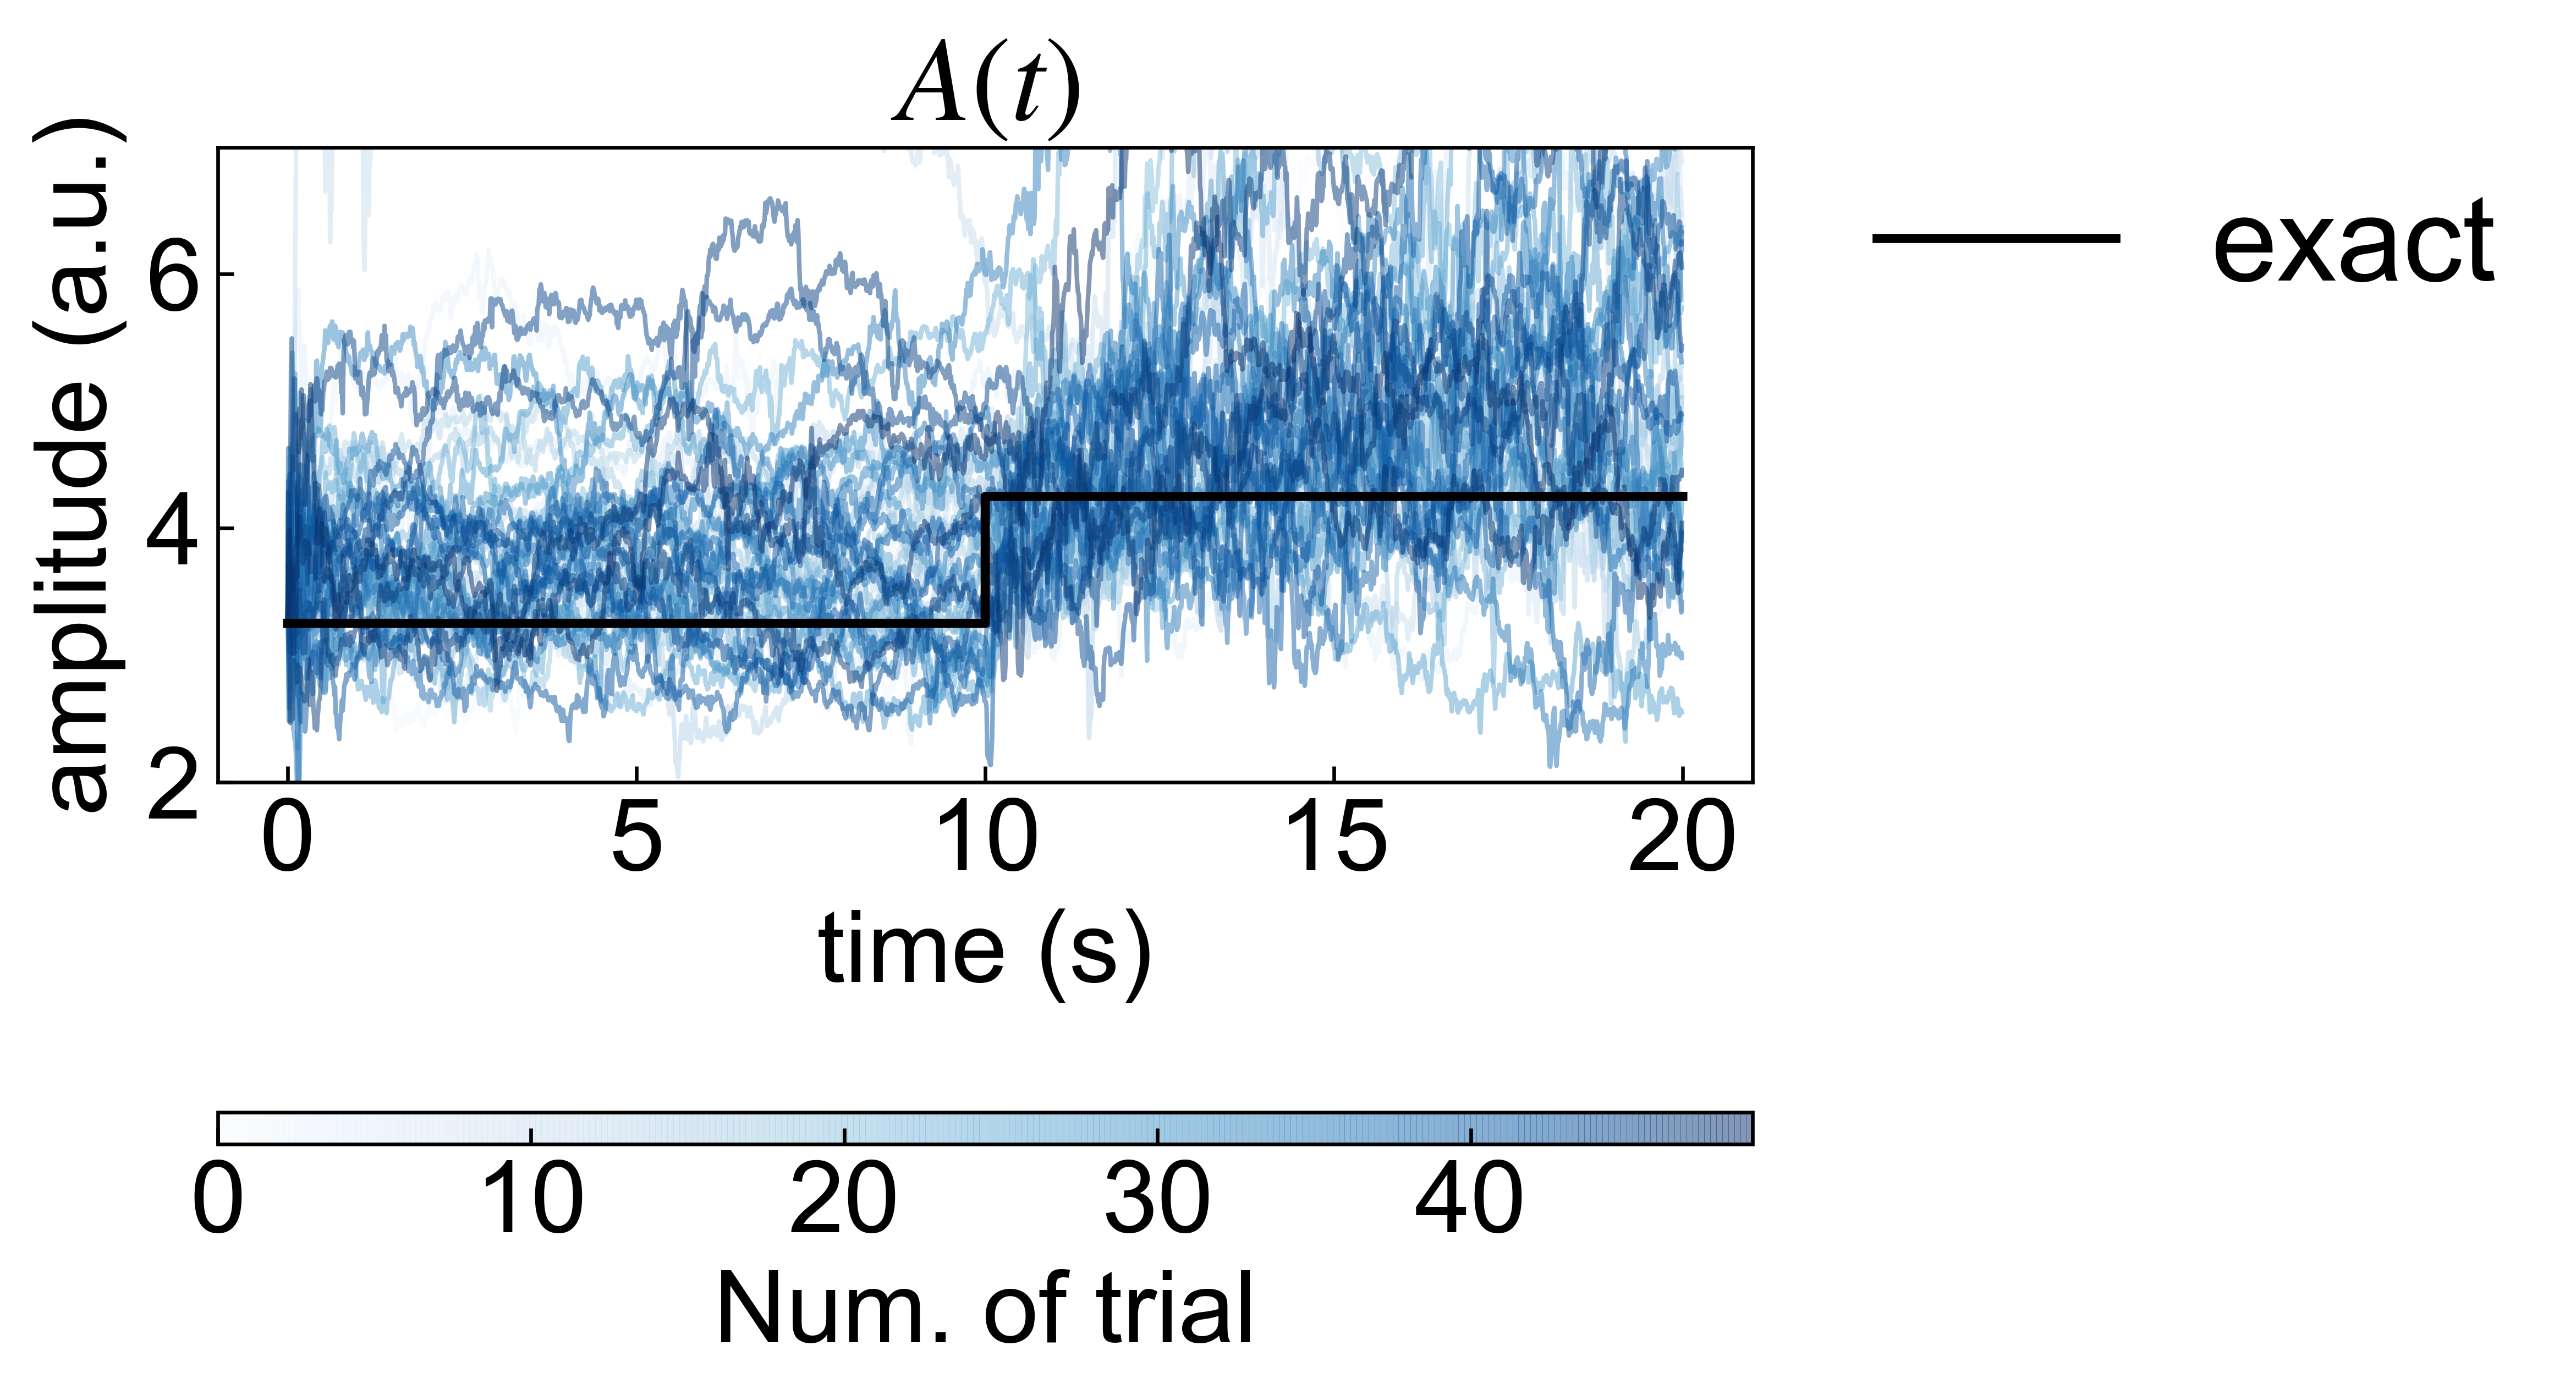 A(t)
amplitude (a.u.)
6
4
2
0 5 10 15 20
time (s)
exact
0 10 20 30 40
Num. of trial